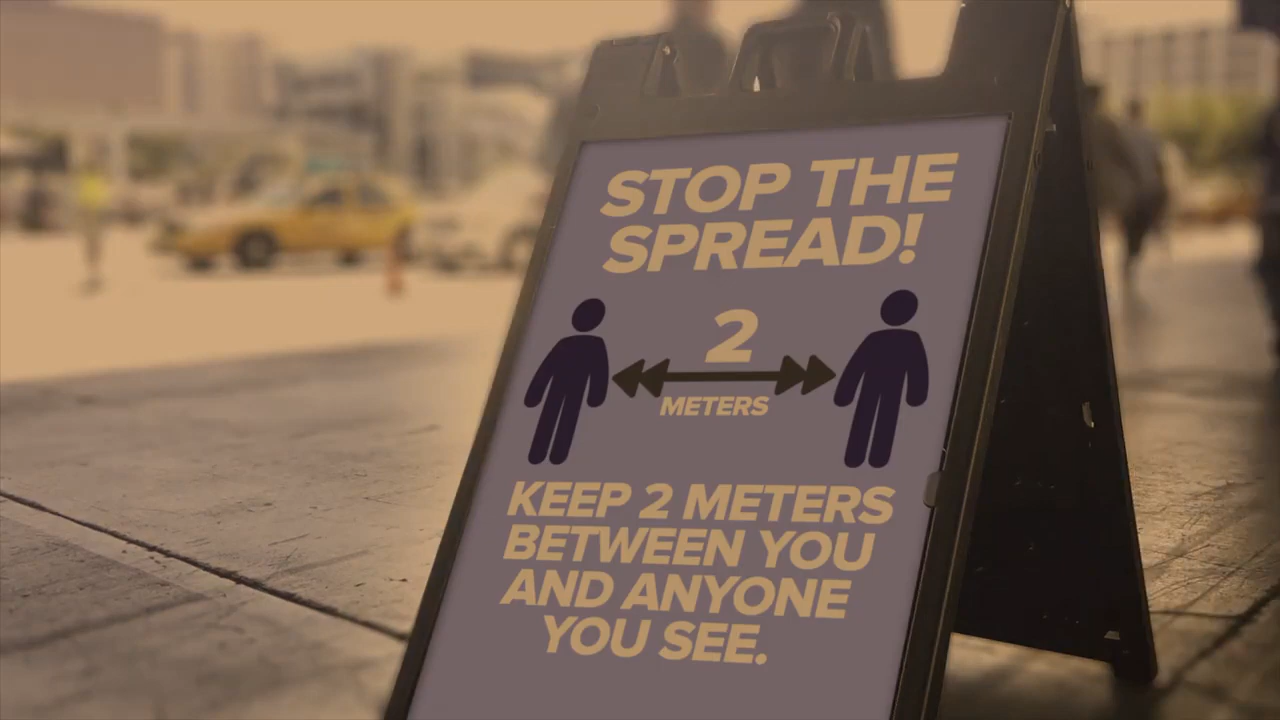 STOP THE
SPREAD!
2
METERS
KEEP 2 METERS
BETWEEN YOU
AND ANYONE
YOU SEE.